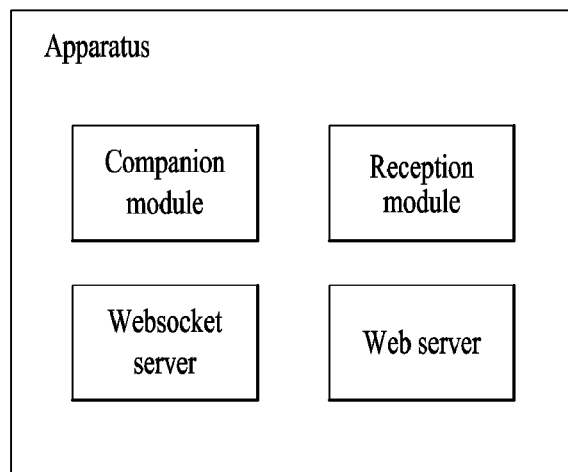 Apparatus
Companion
module
Reception
module
Websocket
server
Web server